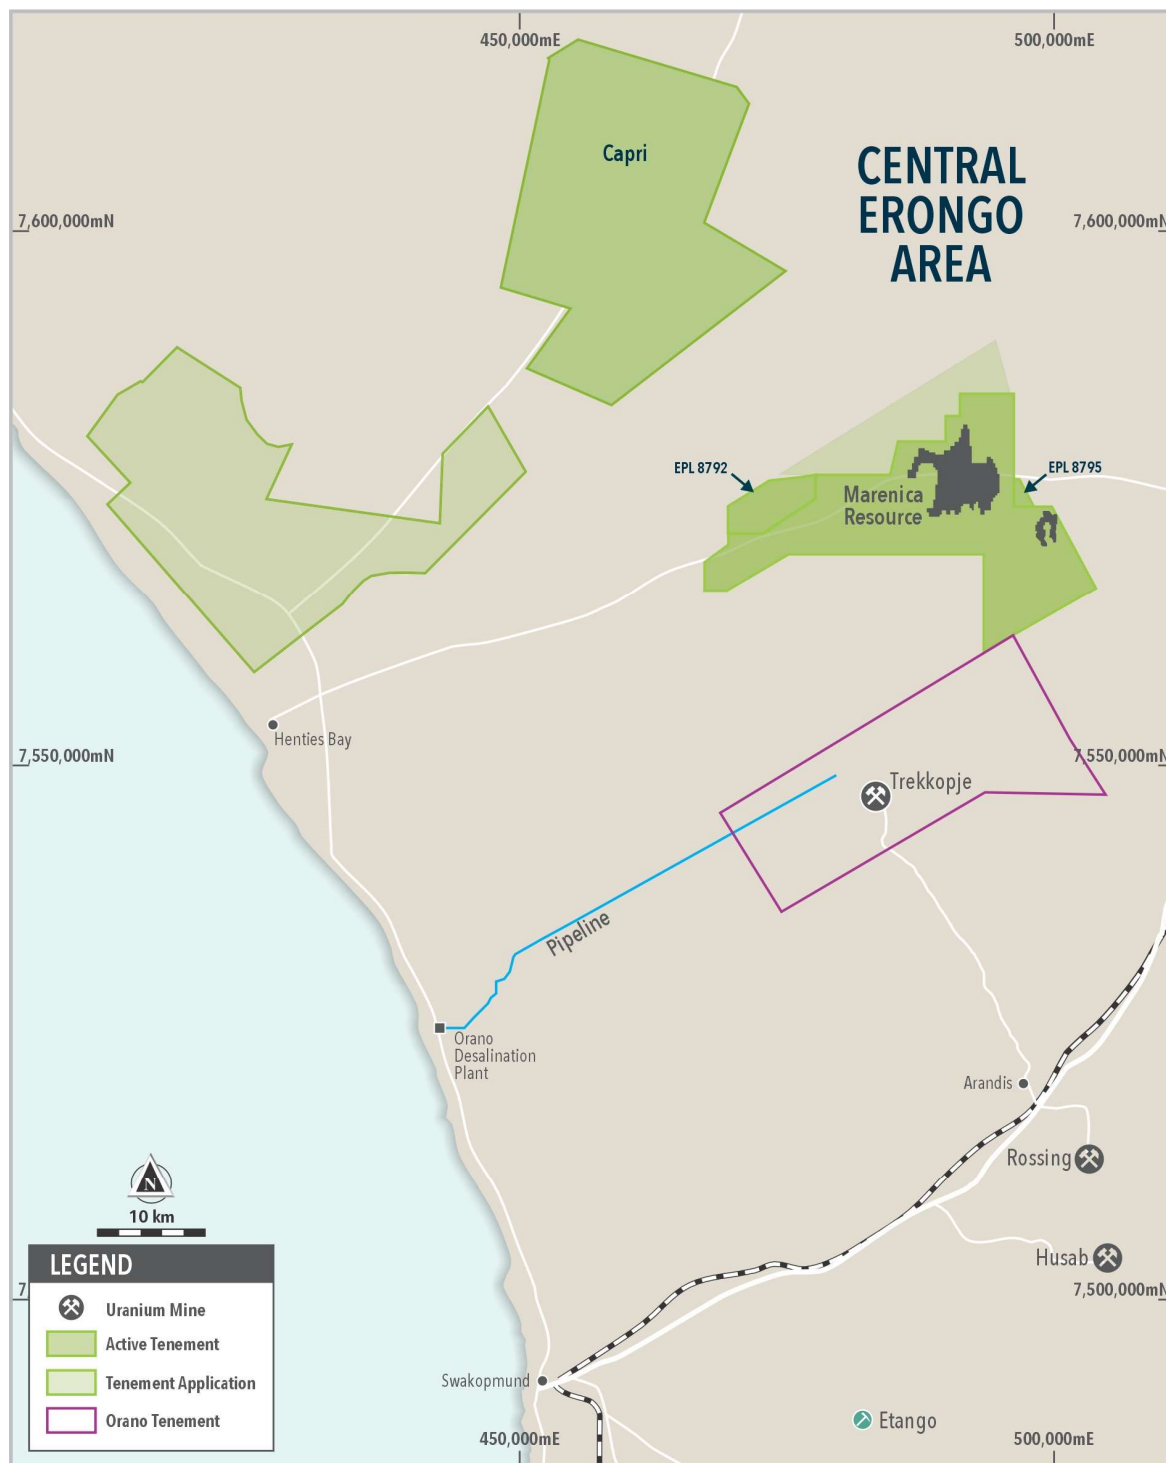 450,000mE
500,000mE
Capri
CENTRAL
ERONGO
AREA
7,600,000mN
7,600,000mN
EPL 8792
EPL 8795
Marenica
Resource
Henties Bay
7,550,000mN
7,550,000mN
Trekkopje
Pipeline
Orano
Desalination
Plant
Arandis
Rossing
N
10 km
Husab
LEGEND
7
7,500,000mN
Uranium Mine
Active Tenement
Tenement Application
Orano Tenement
Swakopmund
Etango
450,000mE
500,000mE